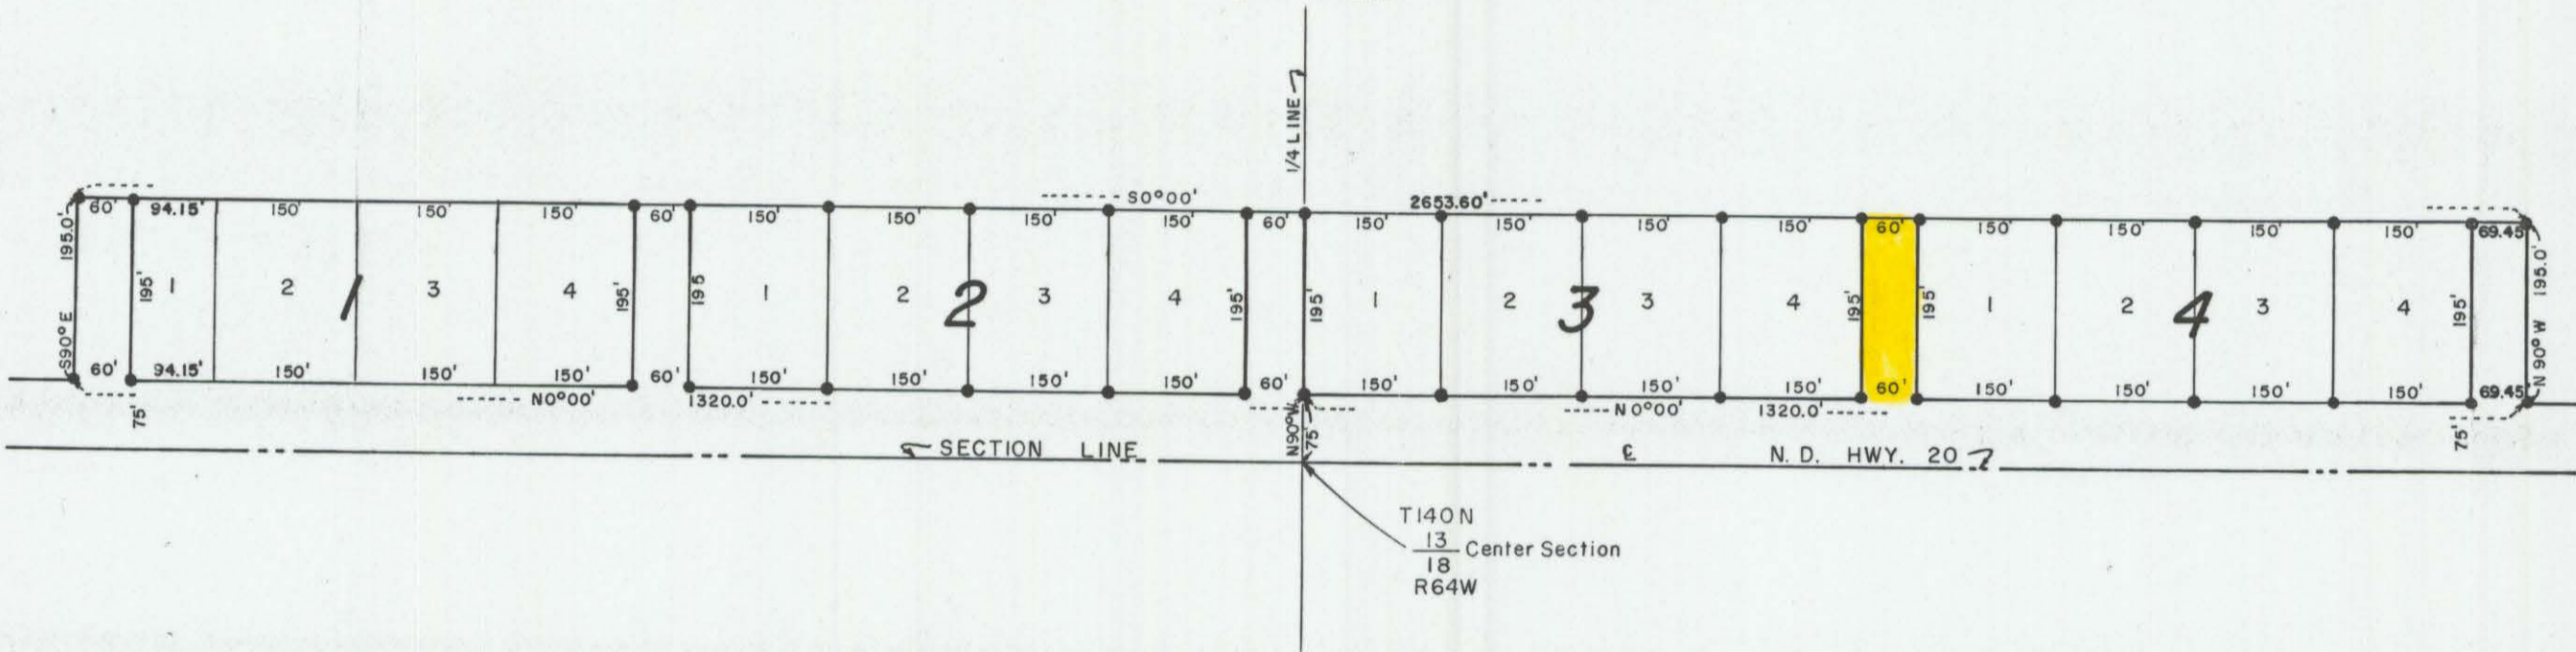 1/4 LINE
S0°00' 2653.60'
60' 94.15' 150' 150' 150' 60' 150' 150' 150' 150' 60' 150' 150' 150' 150' 60' 150' 150' 150' 150' 69.45'
195.0' S90°E
195' 1 2 1 3 4 195'
195 1 2 2 3 4 195'
195' 1 2 3 3 4 195'
195' 1 2 4 3 4 195'
N 90° W 195.0'
60' 94.15' 150' 150' 150' 60' 150' 150' 150' 150' 60' 150' 150' 150' 150' 60' 150' 150' 150' 150' 69.45'
75' N0°00' 1320.0' N90°W 75' N0°00' 1320.0' 75'
SECTION LINE ℄ N. D. HWY. 20
T140N
13
18
Center Section
R64W